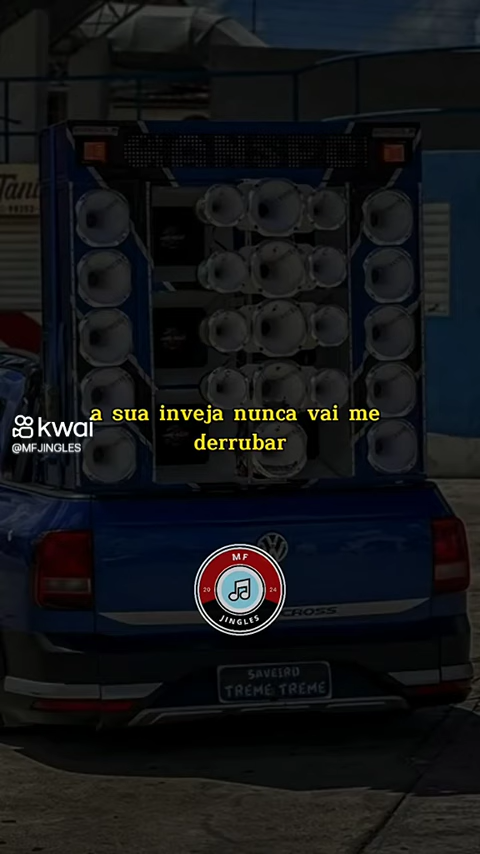 a sua inveja nunca vai me
derrubar
kwai
@MFJINGLES
MF
20 24
JINGLES
CROSS
SAVEIRO
TREME TREME